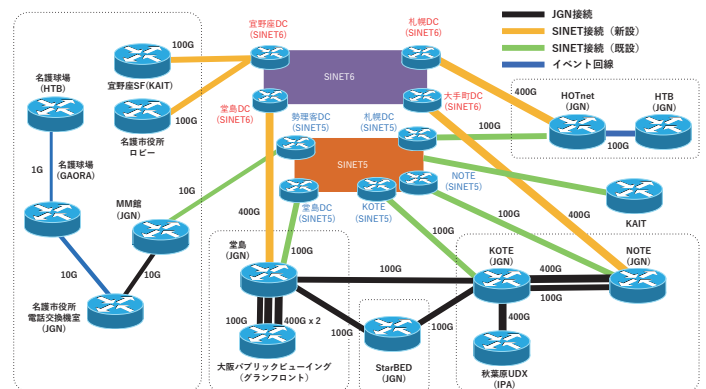 JGN接続
SINET接続（新設）
SINET接続（既設）
イベント回線
宜野座DC
(SINET6)
札幌DC
(SINET6)
100G
名護球場
(HTB)
宜野座SF(KAIT)
SINET6
400G
堂島DC
(SINET6)
大手町DC
(SINET6)
HOTnet
(JGN)
HTB
(JGN)
100G
名護市役所
ロビー
勢理客DC
(SINET5)
札幌DC
(SINET5)
100G
100G
1G
名護球場
(GAORA)
SINET5
10G
NOTE
(SINET5)
MM館
(JGN)
堂島DC
(SINET5)
KOTE
(SINET5)
KAIT
400G
100G
400G
堂島
(JGN)
100G
100G
KOTE
(JGN)
NOTE
(JGN)
10G
10G
100G
400G
100G
名護市役所
電話交換機室
(JGN)
100G
400G x 2
100G
100G
400G
大阪パブリックビューイング
（グランフロント）
StarBED
(JGN)
秋葉原UDX
(IPA)